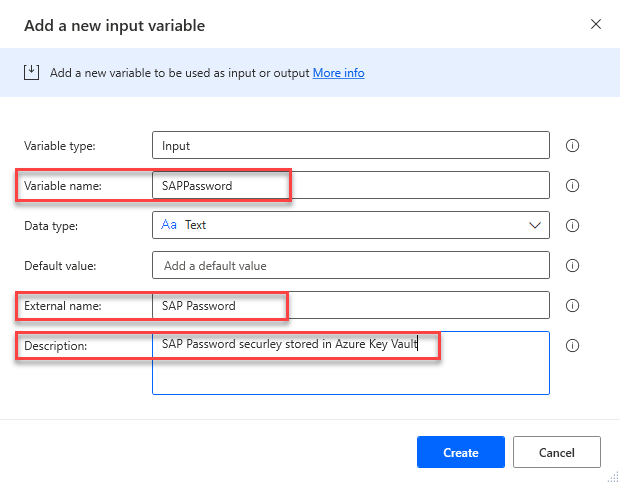 Add a new input variable
Add a new variable to be used as input or output More info
Variable type: Input
Variable name: SAPPassword
Data type: Aa Text
Default value: Add a default value
External name: SAP Password
Description: SAP Password securley stored in Azure Key Vault
Create Cancel